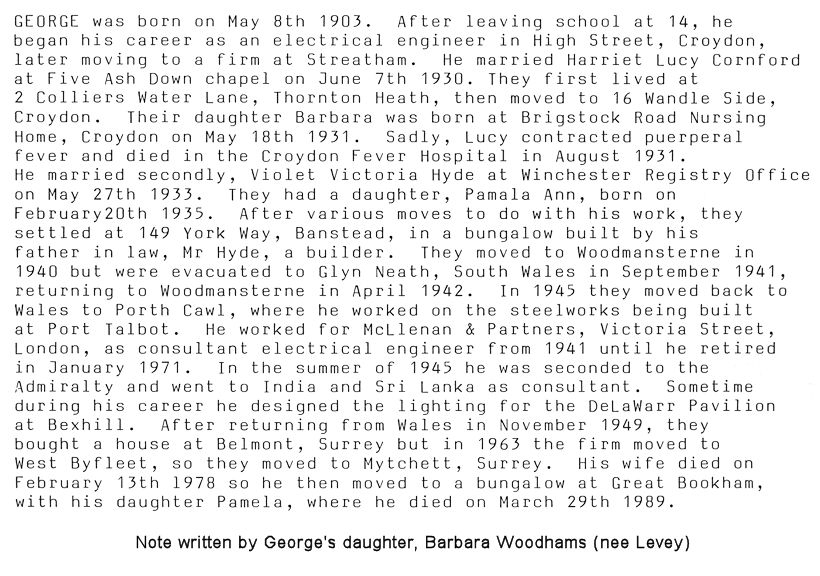 GEORGE was born on May 8th 1903. After leaving school at 14, he
began his career as an electrical engineer in High Street, Croydon,
later moving to a firm at Streatham. He married Harriet Lucy Cornford
at Five Ash Down chapel on June 7th 1930. They first lived at
2 Colliers Water Lane, Thornton Heath, then moved to 16 Wandle Side,
Croydon. Their daughter Barbara was born at Brigstock Road Nursing
Home, Croydon on May 18th 1931. Sadly, Lucy contracted puerperal
fever and died in the Croydon Fever Hospital in August 1931.
He married secondly, Violet Victoria Hyde at Winchester Registry Office
on May 27th 1933. They had a daughter, Pamala Ann, born on
February20th 1935. After various moves to do with his work, they
settled at 149 York Way, Banstead, in a bungalow built by his
father in law, Mr Hyde, a builder. They moved to Woodmansterne in
1940 but were evacuated to Glyn Neath, South Wales in September 1941,
returning to Woodmansterne in April 1942. In 1945 they moved back to
Wales to Porth Cawl, where he worked on the steelworks being built
at Port Talbot. He worked for McLlenan & Partners, Victoria Street,
London, as consultant electrical engineer from 1941 until he retired
in January 1971. In the summer of 1945 he was seconded to the
Admiralty and went to India and Sri Lanka as consultant. Sometime
during his career he designed the lighting for the DeLaWarr Pavilion
at Bexhill. After returning from Wales in November 1949, they
bought a house at Belmont, Surrey but in 1963 the firm moved to
West Byfleet, so they moved to Mytchett, Surrey. His wife died on
February 13th 1978 so he then moved to a bungalow at Great Bookham,
with his daughter Pamela, where he died on March 29th 1989.
Note written by George's daughter, Barbara Woodhams (nee Levey)